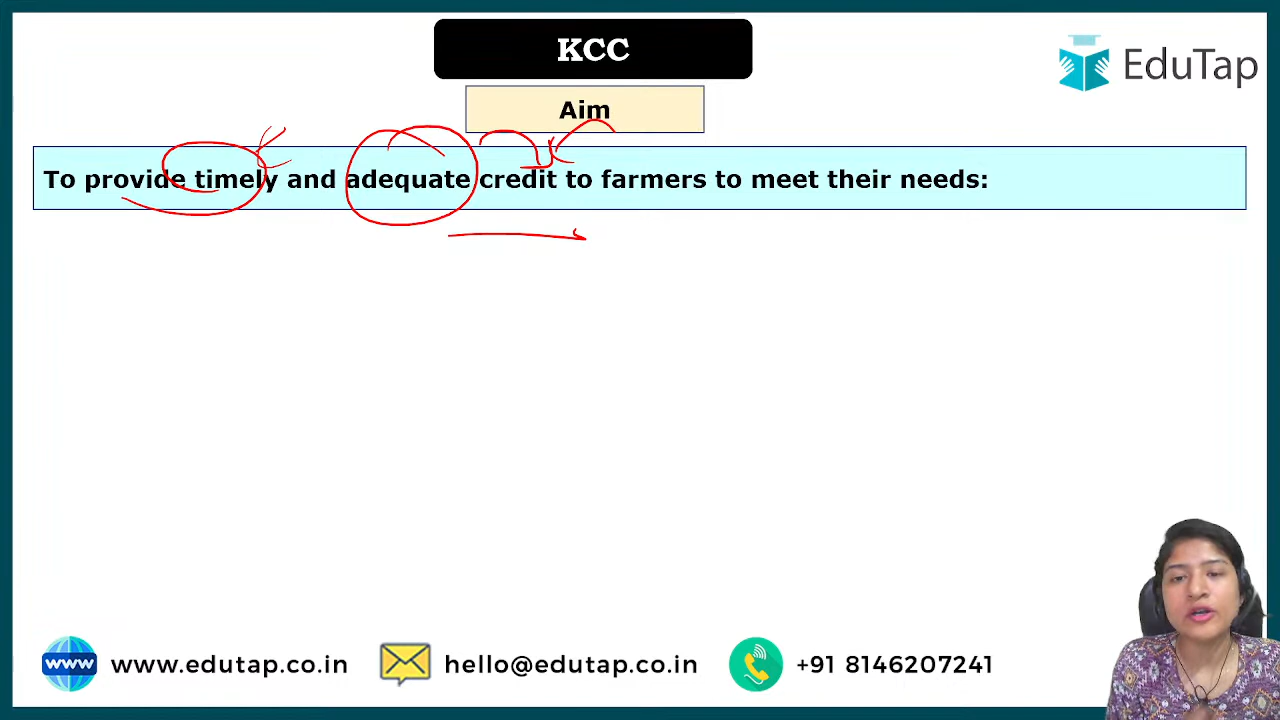 KCC
EduTap
Aim
To provide timely and adequate credit to farmers to meet their needs:
www
www.edutap.co.in
hello@edutap.co.in
+91 8146207241